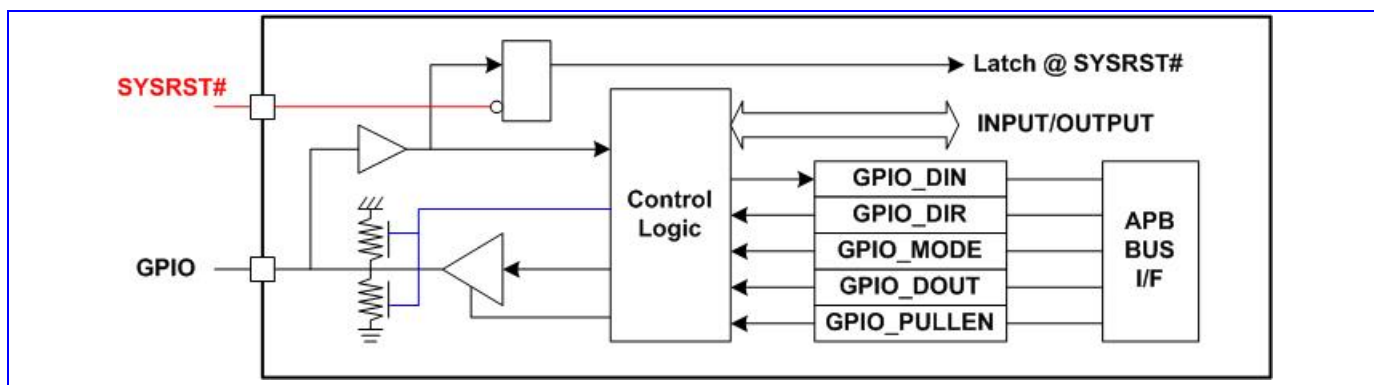 SYSRST#
Latch @ SYSRST#
INPUT/OUTPUT
Control
Logic
GPIO_DIN
GPIO_DIR
GPIO_MODE
GPIO_DOUT
GPIO_PULLEN
APB
BUS
I/F
GPIO